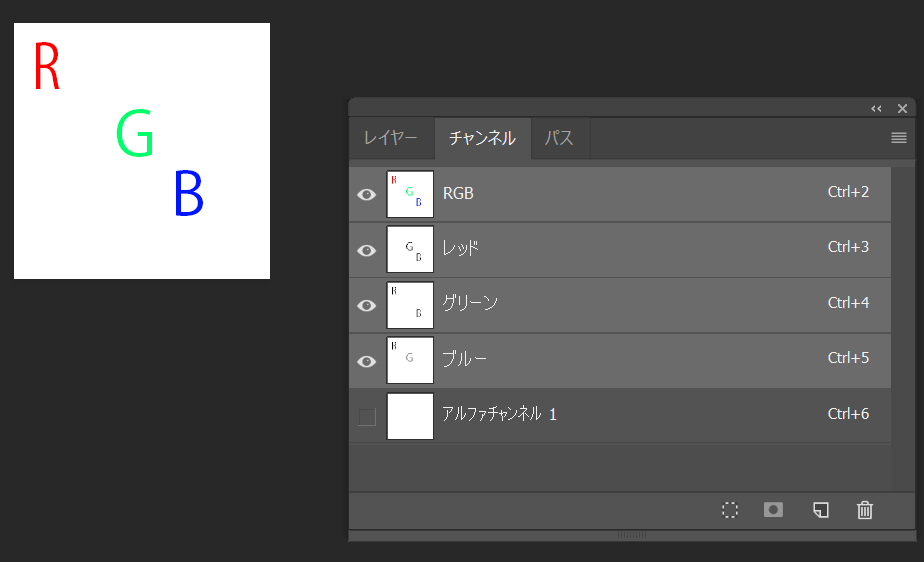 R
G
B
レイヤー チャンネル パス
R G B RGB Ctrl+2
G B レッド Ctrl+3
R B グリーン Ctrl+4
R G ブルー Ctrl+5
アルファチャンネル 1 Ctrl+6